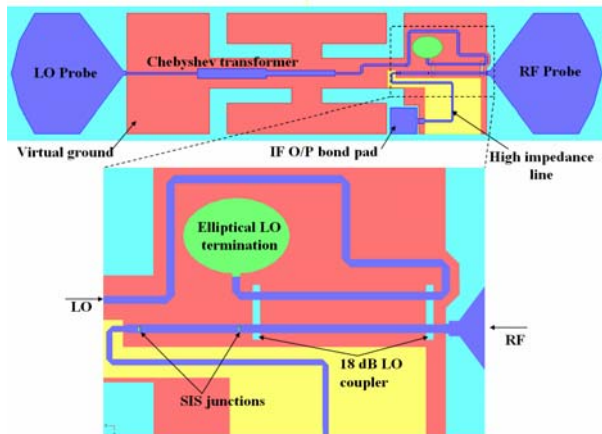 LO Probe
Chebyshev transformer
RF Probe
Virtual ground
IF O/P bond pad
High impedance
line
Elliptical LO
termination
LO
RF
18 dB LO
coupler
SIS junctions